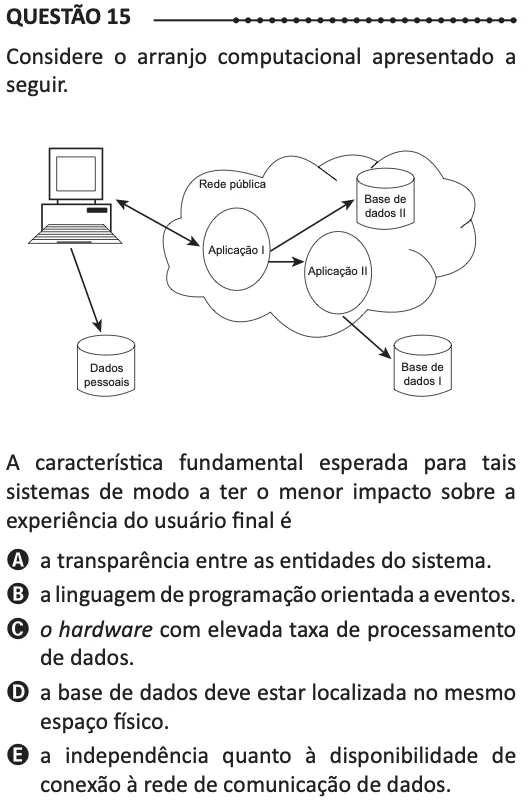 QUESTÃO 15
Considere o arranjo computacional apresentado a
seguir.
Rede pública
Base de
dados II
Aplicação I
Aplicação II
Dados
pessoais
Base de
dados I
A característica fundamental esperada para tais
sistemas de modo a ter o menor impacto sobre a
experiência do usuário final é
A a transparência entre as entidades do sistema.
B a linguagem de programação orientada a eventos.
C o hardware com elevada taxa de processamento
de dados.
D a base de dados deve estar localizada no mesmo
espaço físico.
E a independência quanto à disponibilidade de
conexão à rede de comunicação de dados.